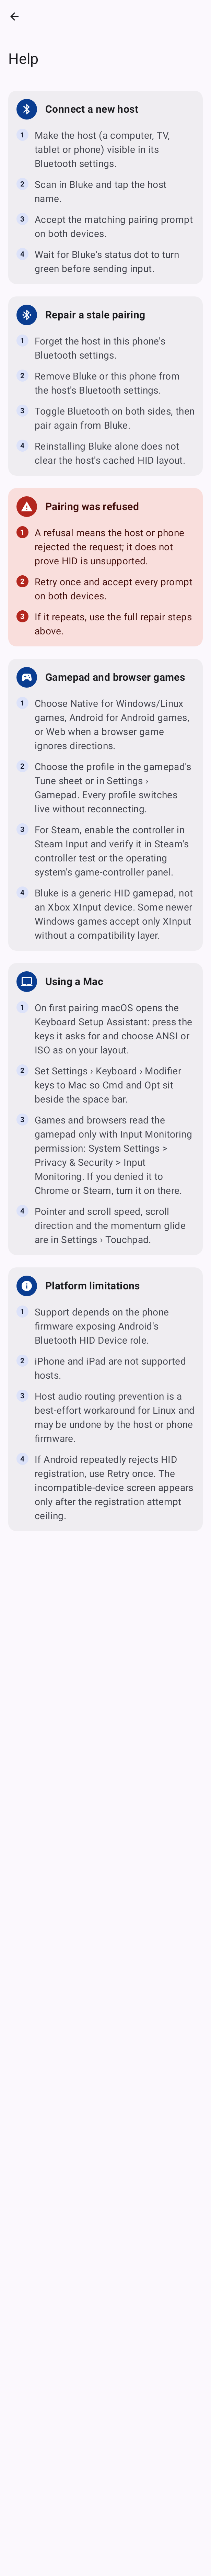 Help
Connect a new host
1 Make the host (a computer, TV,
tablet or phone) visible in its
Bluetooth settings.
2 Scan in Bluke and tap the host
name.
3 Accept the matching pairing prompt
on both devices.
4 Wait for Bluke's status dot to turn
green before sending input.
Repair a stale pairing
1 Forget the host in this phone's
Bluetooth settings.
2 Remove Bluke or this phone from
the host's Bluetooth settings.
3 Toggle Bluetooth on both sides, then
pair again from Bluke.
4 Reinstalling Bluke alone does not
clear the host's cached HID layout.
Pairing was refused
1 A refusal means the host or phone
rejected the request; it does not
prove HID is unsupported.
2 Retry once and accept every prompt
on both devices.
3 If it repeats, use the full repair steps
above.
Gamepad and browser games
1 Choose Native for Windows/Linux
games, Android for Android games,
or Web when a browser game
ignores directions.
2 Choose the profile in the gamepad's
Tune sheet or in Settings ›
Gamepad. Every profile switches
live without reconnecting.
3 For Steam, enable the controller in
Steam Input and verify it in Steam's
controller test or the operating
system's game-controller panel.
4 Bluke is a generic HID gamepad, not
an Xbox XInput device. Some newer
Windows games accept only XInput
without a compatibility layer.
Using a Mac
1 On first pairing macOS opens the
Keyboard Setup Assistant: press the
keys it asks for and choose ANSI or
ISO as on your layout.
2 Set Settings › Keyboard › Modifier
keys to Mac so Cmd and Opt sit
beside the space bar.
3 Games and browsers read the
gamepad only with Input Monitoring
permission: System Settings >
Privacy & Security > Input
Monitoring. If you denied it to
Chrome or Steam, turn it on there.
4 Pointer and scroll speed, scroll
direction and the momentum glide
are in Settings › Touchpad.
Platform limitations
1 Support depends on the phone
firmware exposing Android's
Bluetooth HID Device role.
2 iPhone and iPad are not supported
hosts.
3 Host audio routing prevention is a
best-effort workaround for Linux and
may be undone by the host or phone
firmware.
4 If Android repeatedly rejects HID
registration, use Retry once. The
incompatible-device screen appears
only after the registration attempt
ceiling.